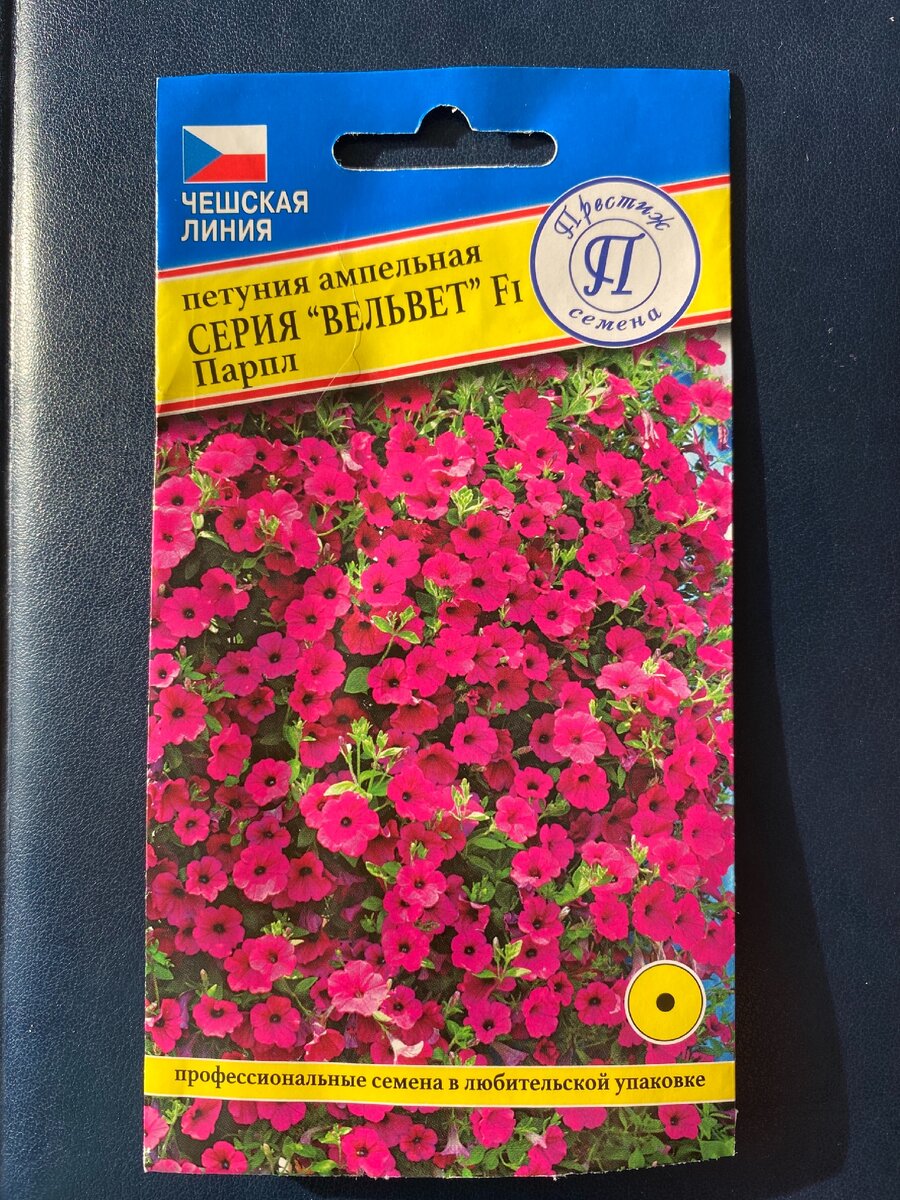 ЧЕШСКАЯ
ЛИНИЯ
Престиж
П
семена
петуния ампельная
СЕРИЯ “ВЕЛЬВЕТ” F1
Парпл
профессиональные семена в любительской упаковке